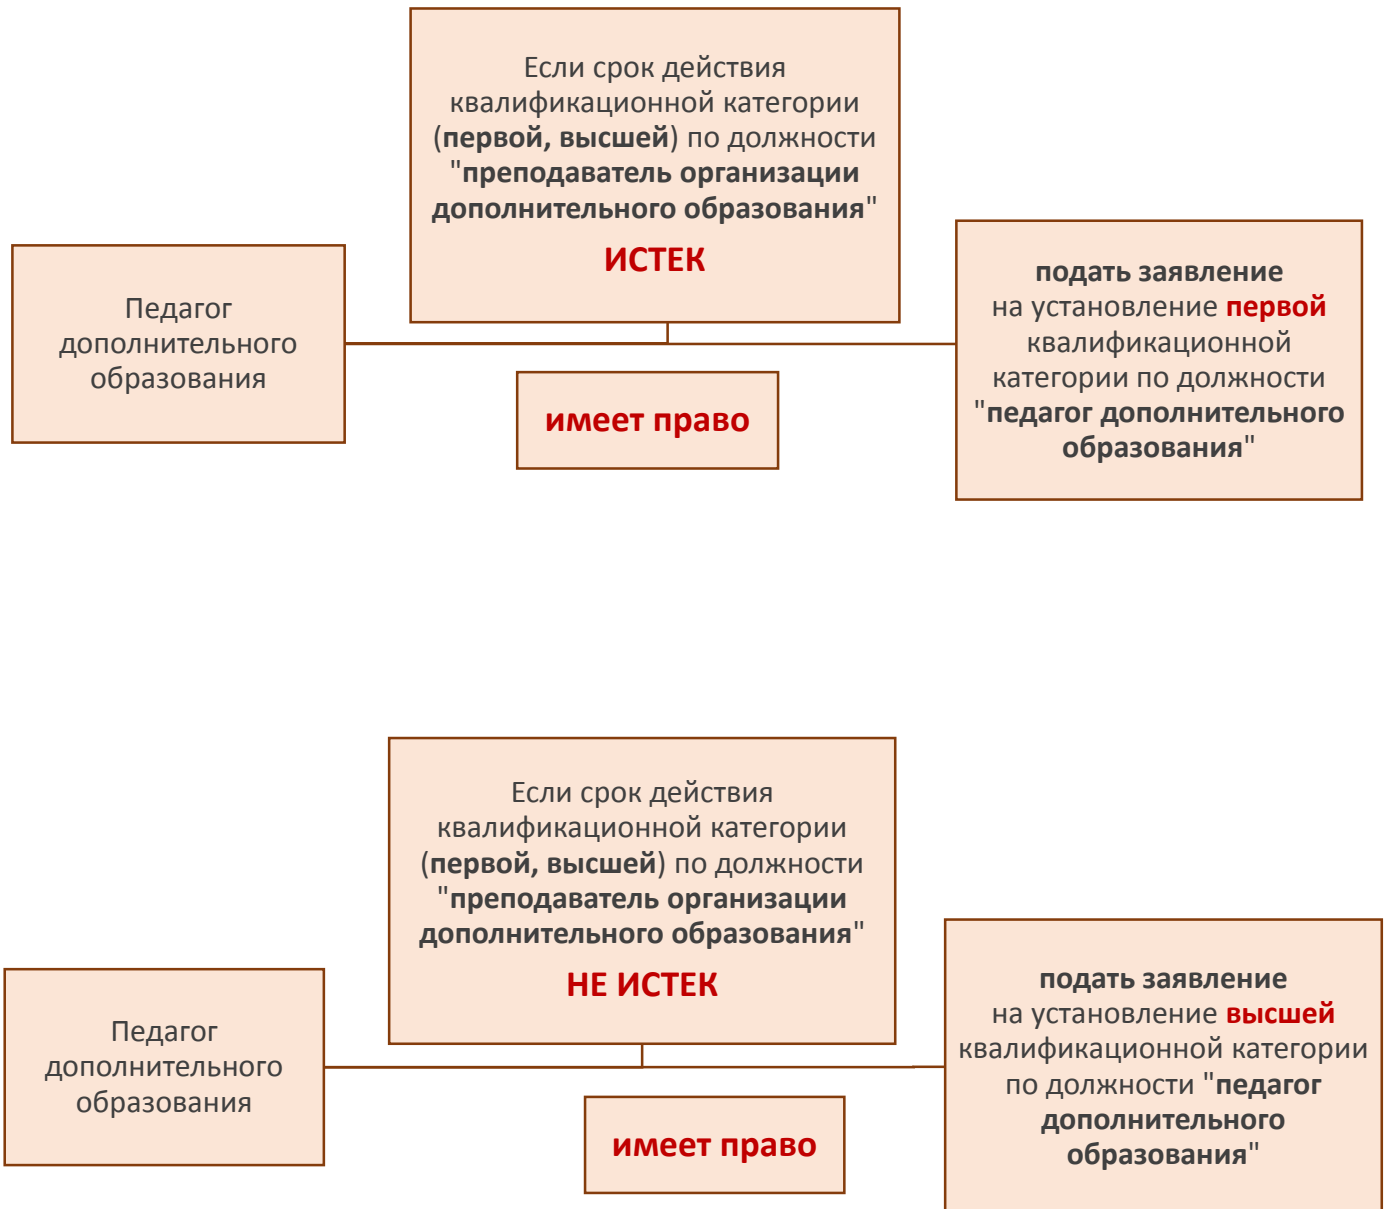 Если срок действия
квалификационной категории
(первой, высшей) по должности
"преподаватель организации
дополнительного образования"
ИСТЕК
Педагог
дополнительного
образования
имеет право
подать заявление
на установление первой
квалификационной
категории по должности
"педагог дополнительного
образования"
Если срок действия
квалификационной категории
(первой, высшей) по должности
"преподаватель организации
дополнительного образования"
НЕ ИСТЕК
Педагог
дополнительного
образования
имеет право
подать заявление
на установление высшей
квалификационной категории
по должности "педагог
дополнительного
образования"